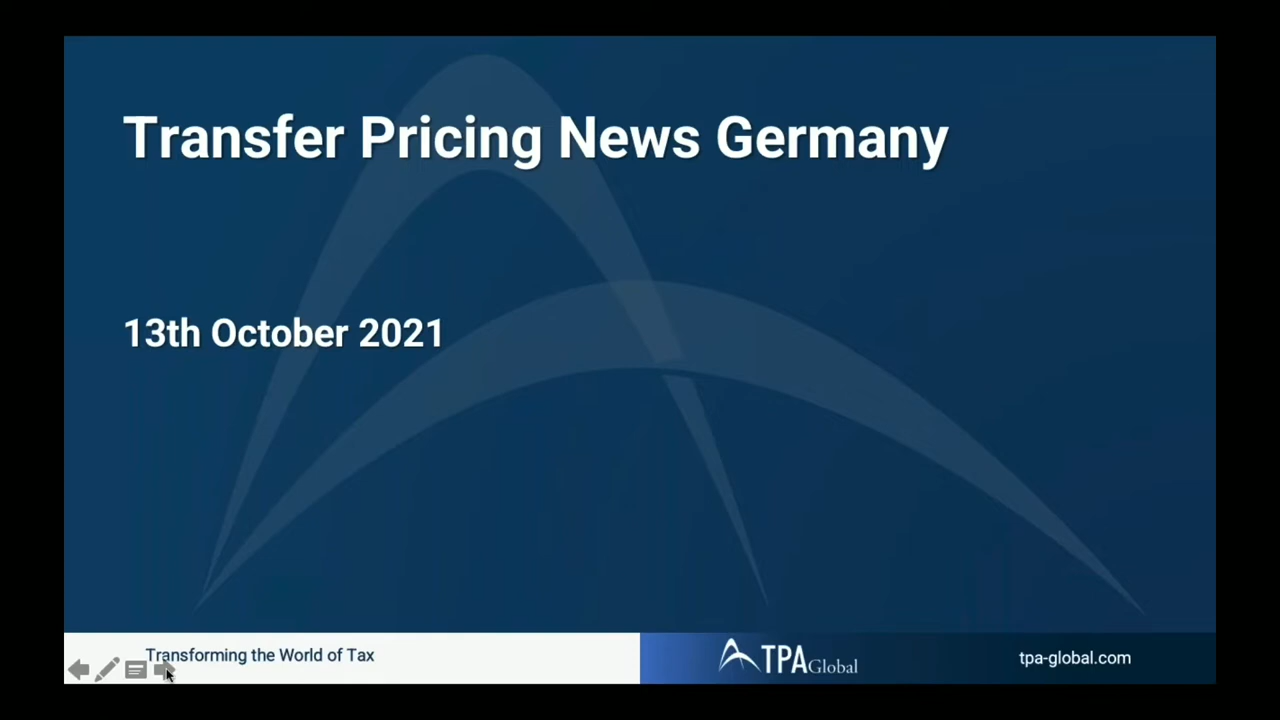 Transfer Pricing News Germany
13th October 2021
Transforming the World of Tax
TPA Global
tpa-global.com